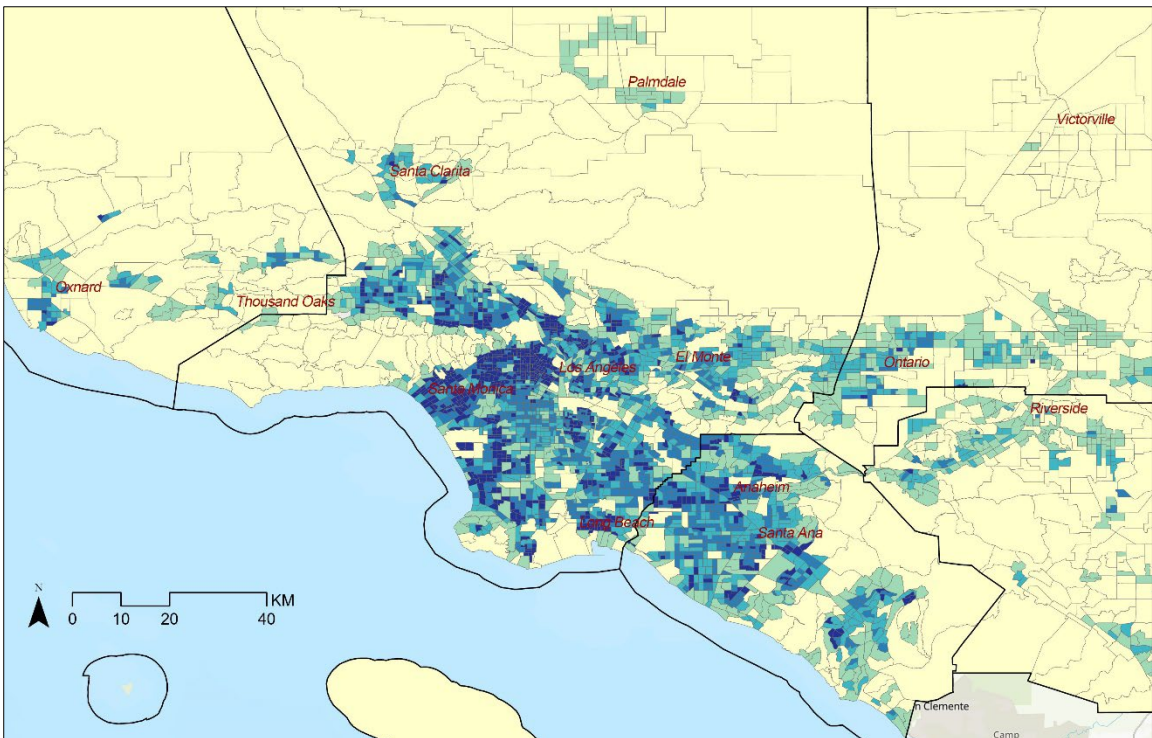 Palmdale
Victorville
Santa Clarita
Oxnard
Thousand Oaks
El Monte
Los Angeles
Ontario
Santa Monica
Riverside
Anaheim
Long Beach
Santa Ana
N
KM
0 10 20 40
n Clemente
Camp